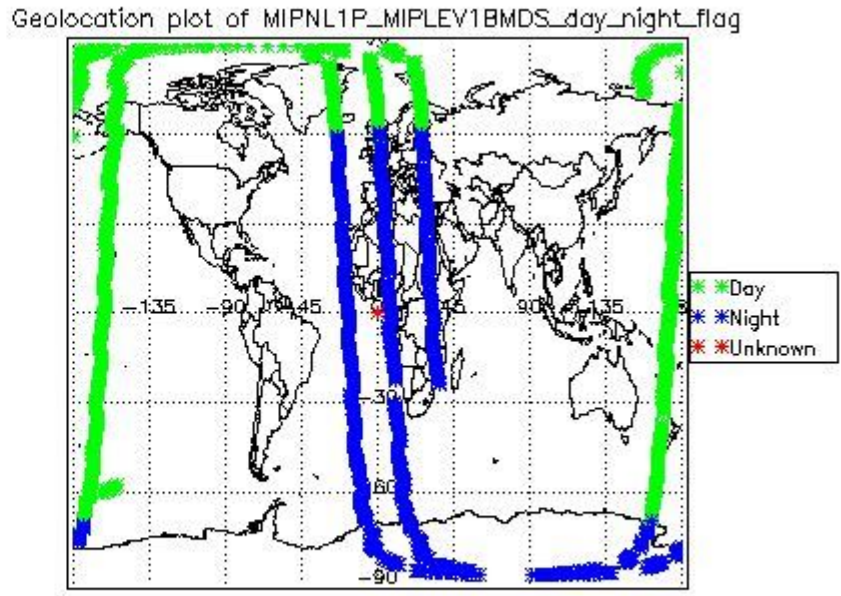 Geolocation plot of MIPNL1P_MIPLEV1BMDS_day_night_flag
-135 -90 45 45 90 135
-30
60
-90
Day
Night
Unknown